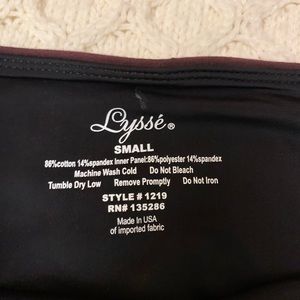 Lyssé®
SMALL
86%cotton 14%spandex Inner Panel:86%polyester 14%spandex
Machine Wash Cold Do Not Bleach
Tumble Dry Low Remove Promptly Do Not Iron
STYLE # 1219
RN# 135286
Made In USA
of imported fabric